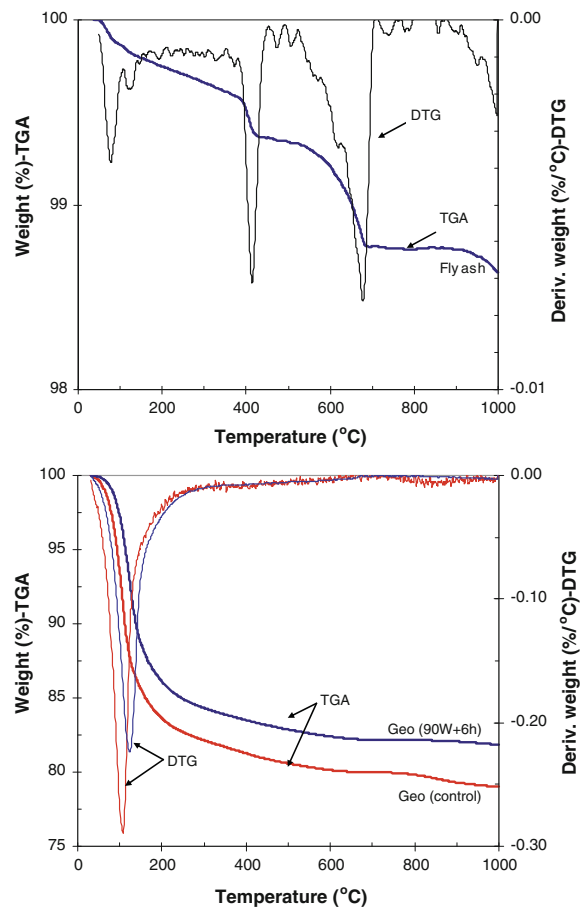 100
0.00
99
98
-0.01
0
200
400
600
800
1000
Weight (%)-TGA
Deriv. weight (%/°C)-DTG
DTG
TGA
Fly ash
Temperature (°C)
100
95
90
85
80
75
0.00
-0.10
-0.20
-0.30
0
200
400
600
800
1000
Weight (%)-TGA
Deriv. weight (%/°C)-DTG
TGA
Geo (90W+6h)
DTG
Geo (control)
Temperature (°C)